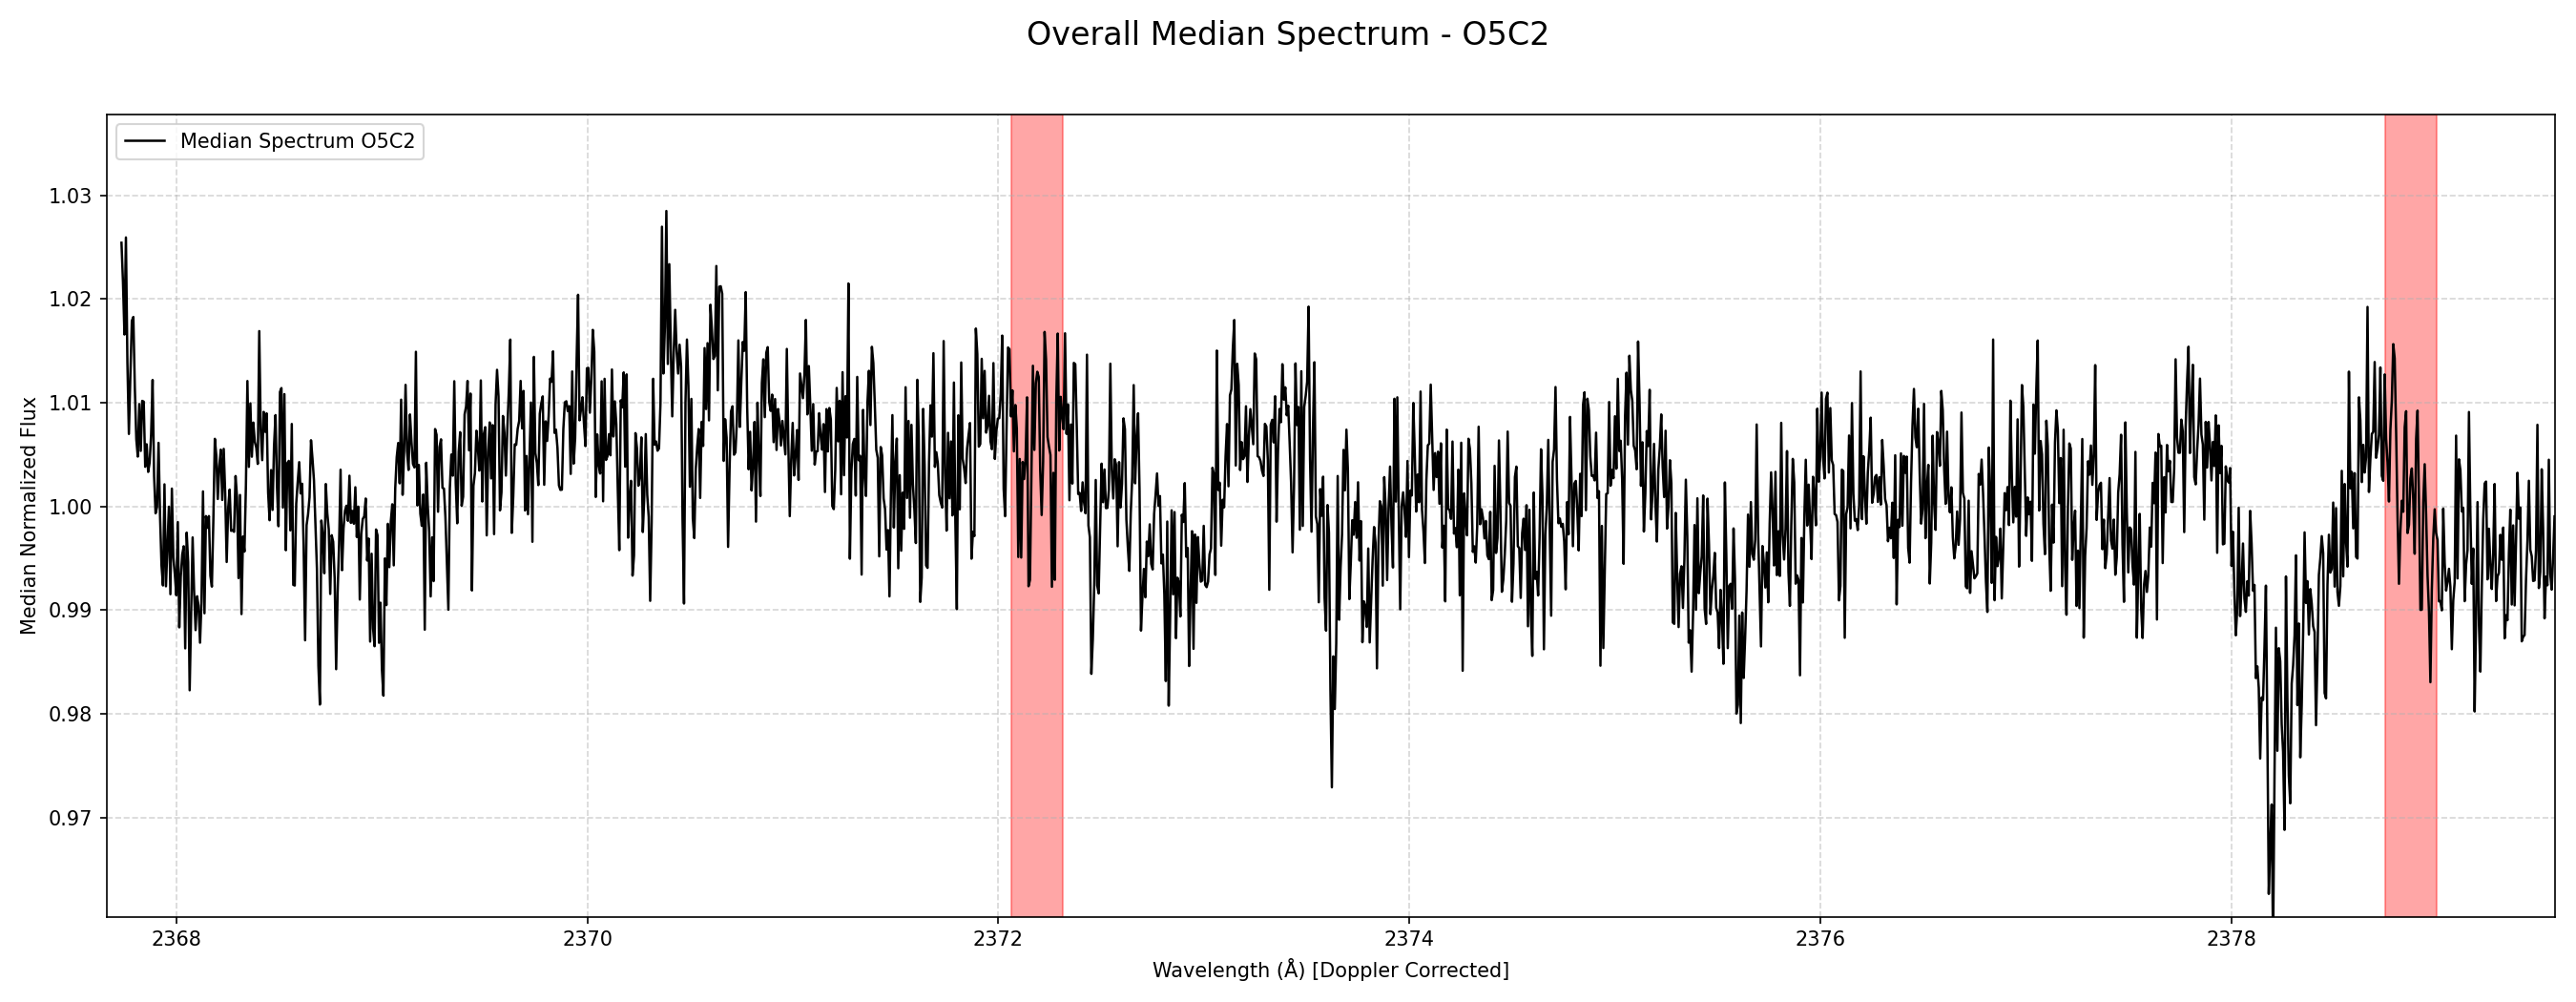 Overall Median Spectrum - O5C2
Median Spectrum O5C2
Median Normalized Flux
1.03
1.02
1.01
1.00
0.99
0.98
0.97
2368 2370 2372 2374 2376 2378
Wavelength (Å) [Doppler Corrected]